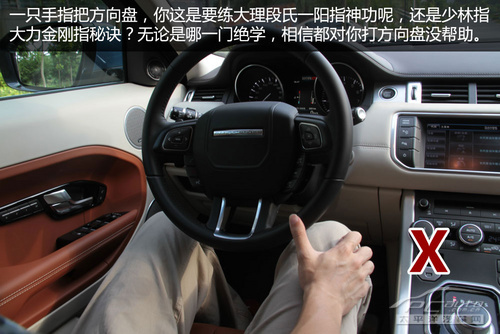 一只手指把方向盘，你这是要练大理段氏一阳指神功呢，还是少林指
大力金刚指秘诀？无论是哪一门绝学，相信都对你打方向盘没帮助。
X